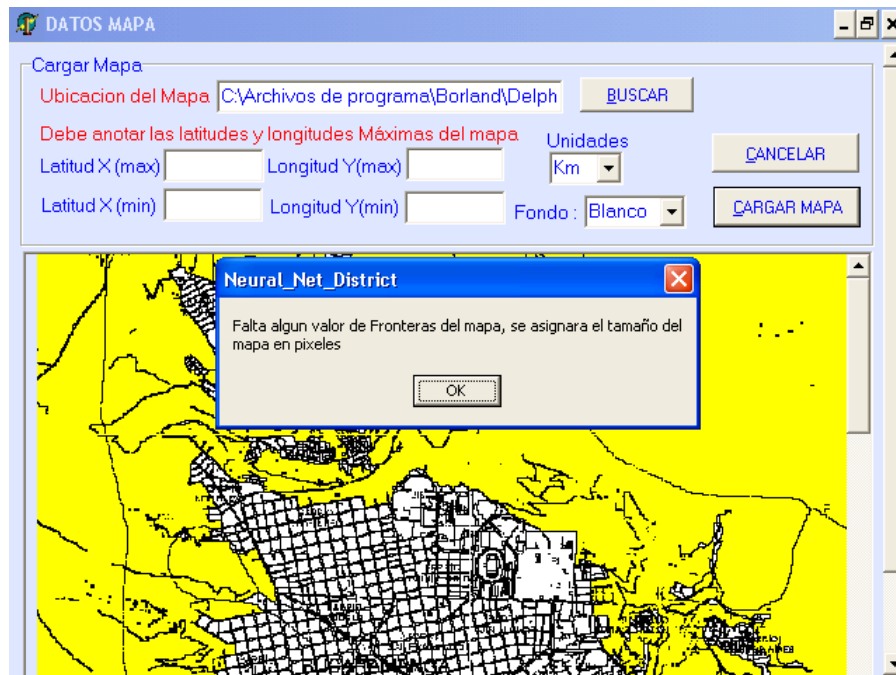 DATOS MAPA
Cargar Mapa
Ubicacion del Mapa C:\Archivos de programa\Borland\Delph BUSCAR
Debe anotar las latitudes y longitudes Máximas del mapa
Unidades
Latitud X (max) Longitud Y(max) Km CANCELAR
Latitud X (min) Longitud Y(min) Fondo : Blanco CARGAR MAPA
Neural_Net_District
Falta algun valor de Fronteras del mapa, se asignara el tamaño del
mapa en pixeles
OK